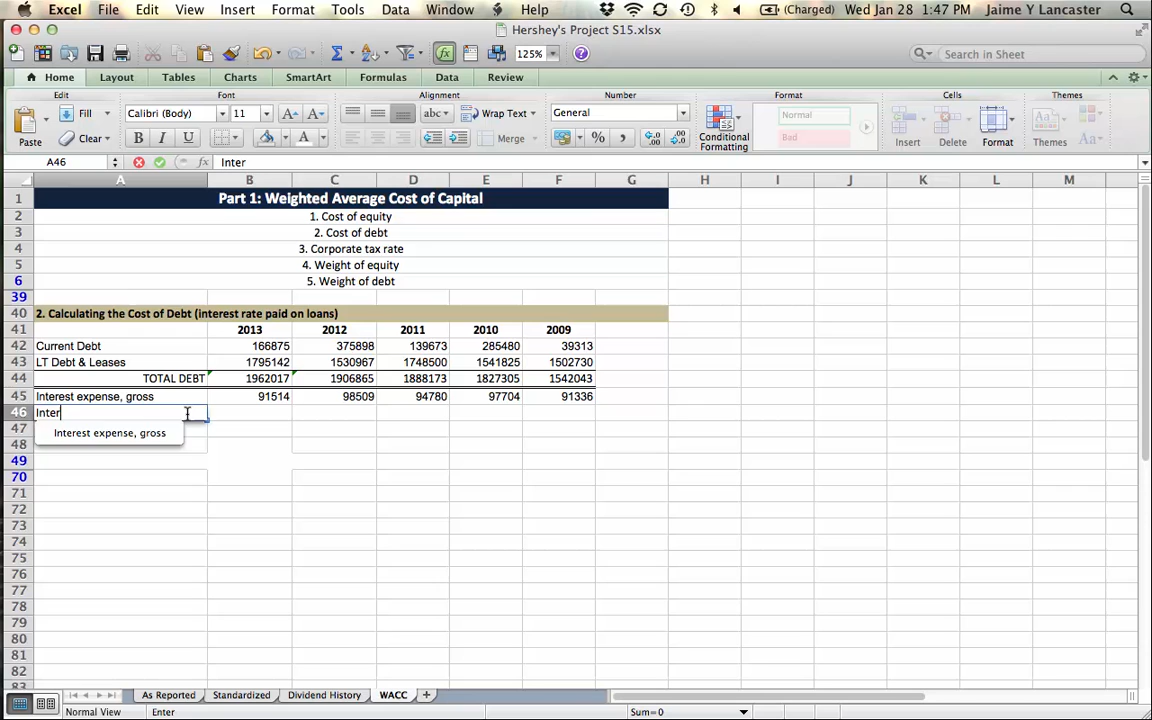 Excel File Edit View Insert Format Tools Data Window Help (Charged) Wed Jan 28 1:47 PM Jaime Y Lancaster
Hershey's Project S15.xlsx
125% Search in Sheet
Home Layout Tables Charts SmartArt Formulas Data Review
Edit Font Alignment Number Format Cells Themes
Fill Calibri (Body) 11 abc Wrap Text General Normal
Paste Clear B I U A Merge % Conditional Formatting Bad Insert Delete Format Themes
A46 fx Inter
A B C D E F G H I J K L M
1 Part 1: Weighted Average Cost of Capital
2 1. Cost of equity
3 2. Cost of debt
4 3. Corporate tax rate
5 4. Weight of equity
6 5. Weight of debt
39
40 2. Calculating the Cost of Debt (interest rate paid on loans)
41 2013 2012 2011 2010 2009
42 Current Debt 166875 375898 139673 285480 39313
43 LT Debt & Leases 1795142 1530967 1748500 1541825 1502730
44 TOTAL DEBT 1962017 1906865 1888173 1827305 1542043
45 Interest expense, gross 91514 98509 94780 97704 91336
46 Inter
47 Interest expense, gross
48
49
70
71
72
73
74
75
76
77
78
79
80
81
82
83
As Reported Standardized Dividend History WACC
Normal View Enter Sum=0